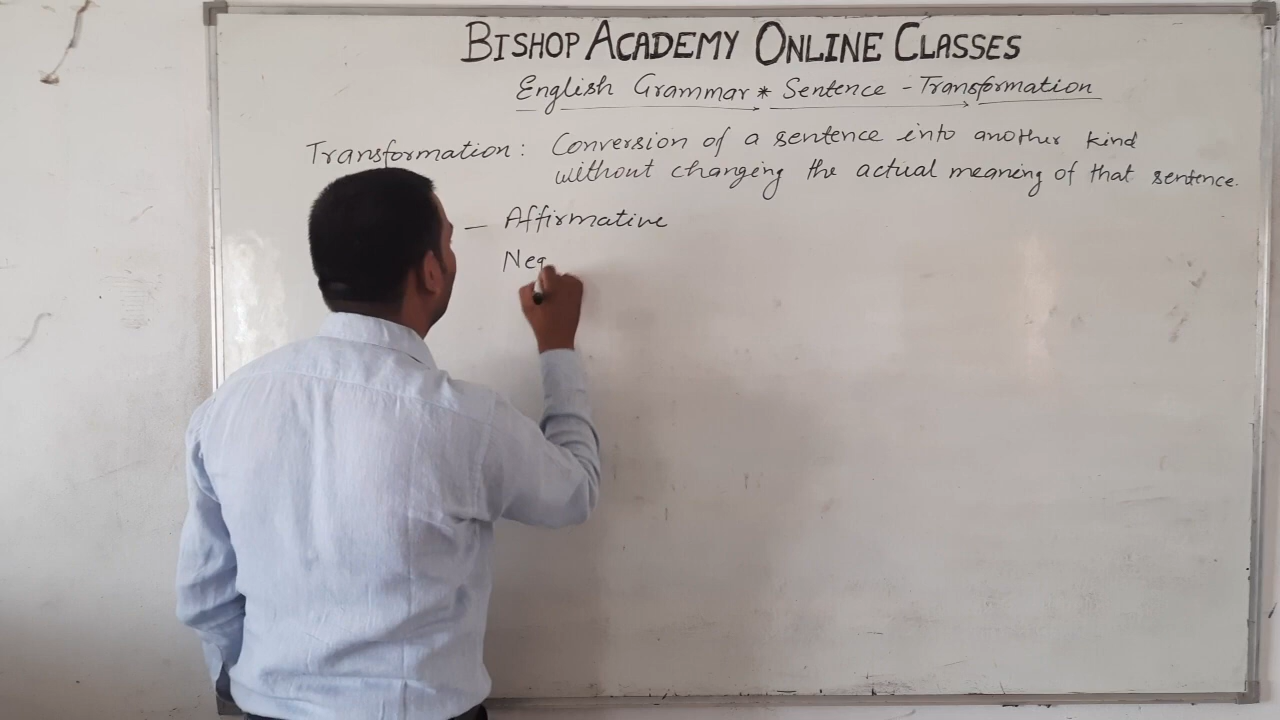 BISHOP ACADEMY ONLINE CLASSES
English Grammar * Sentence - Transformation
Transformation: Conversion of a sentence into another kind
without changing the actual meaning of that sentence.
— Affirmative
Neg